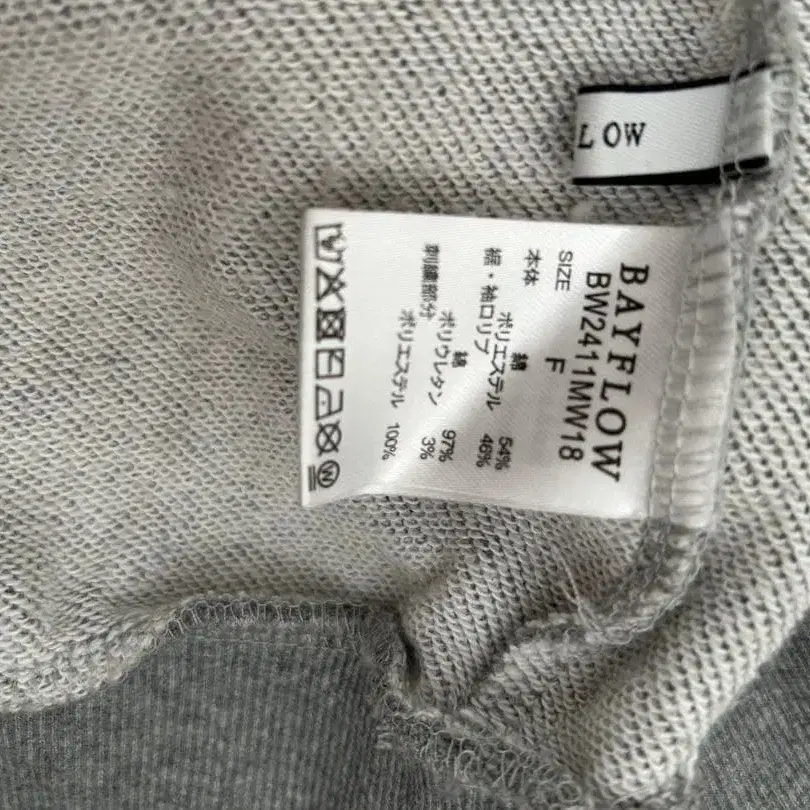 LOW
BAYFLOW
BW2411MW18
SIZE F
本体
綿 54%
ポリエステル 46%
裾・袖口リブ
綿 97%
ポリウレタン 3%
刺繍部分
ポリエステル 100%
W